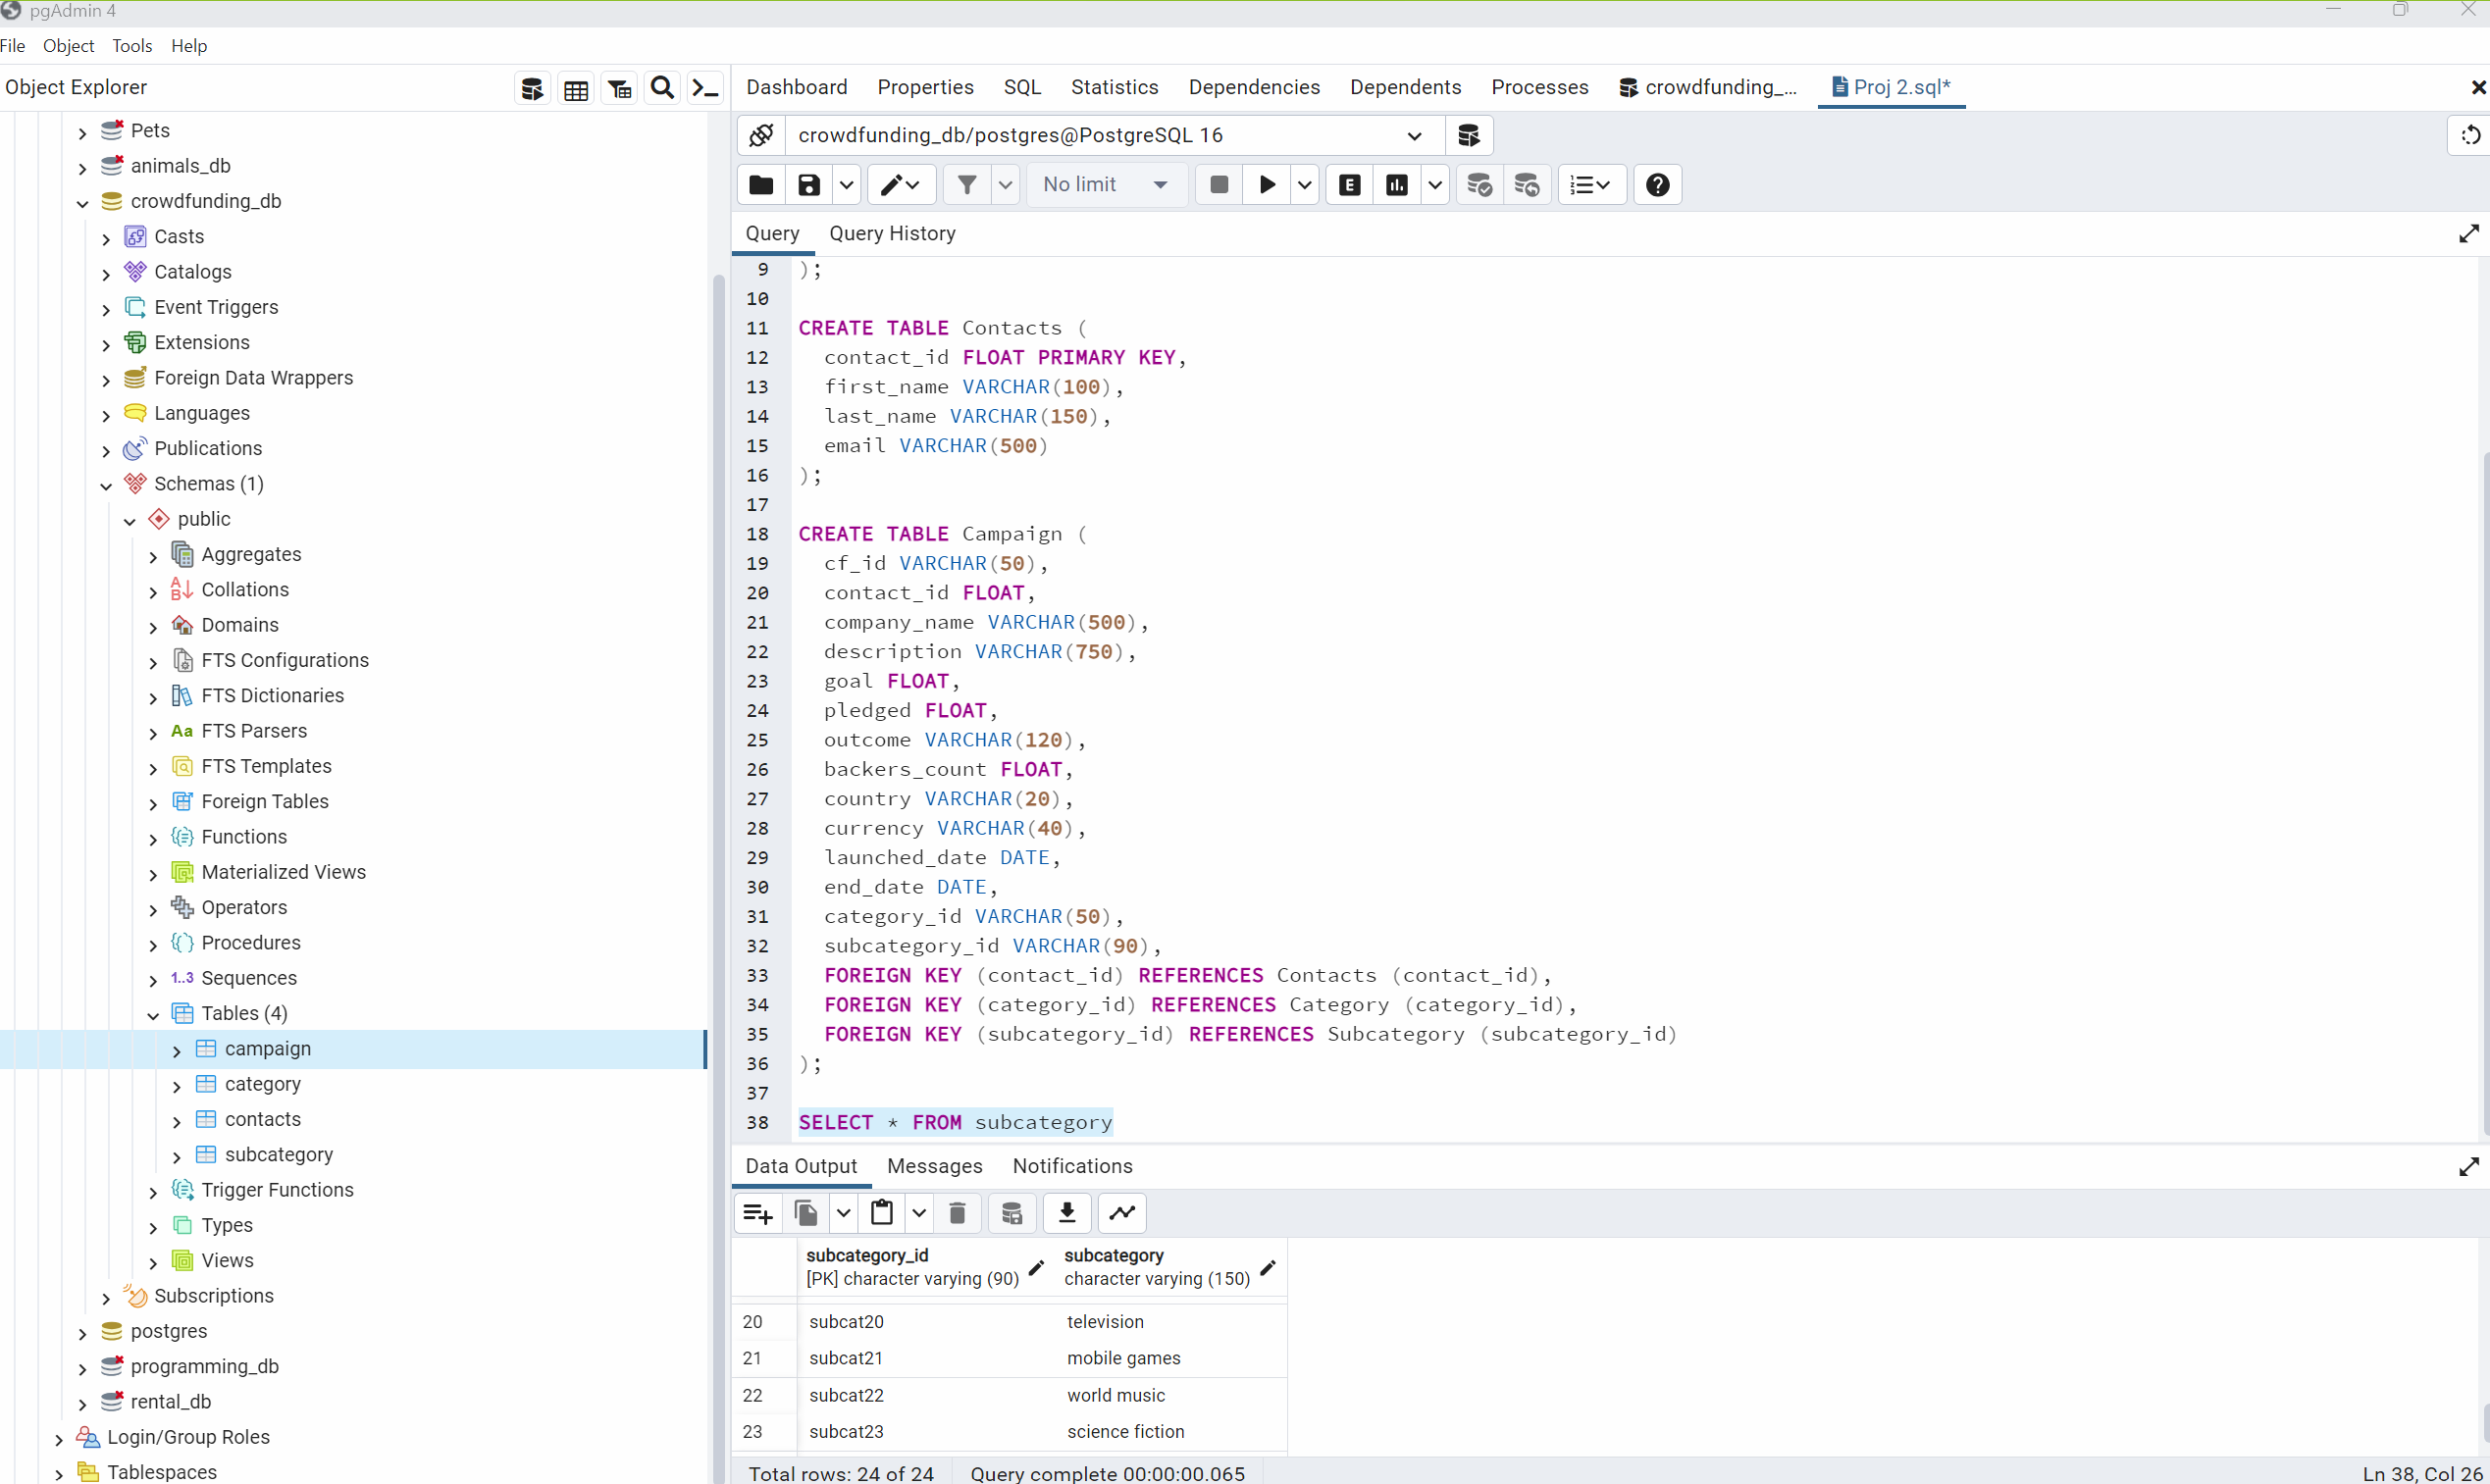 pgAdmin 4
File Object Tools Help
Object Explorer
Dashboard Properties SQL Statistics Dependencies Dependents Processes crowdfunding_... Proj 2.sql*
Pets
animals_db
crowdfunding_db
Casts
Catalogs
Event Triggers
Extensions
Foreign Data Wrappers
Languages
Publications
Schemas (1)
public
Aggregates
Collations
Domains
FTS Configurations
FTS Dictionaries
Aa FTS Parsers
FTS Templates
Foreign Tables
Functions
Materialized Views
Operators
Procedures
1..3 Sequences
Tables (4)
campaign
category
contacts
subcategory
Trigger Functions
Types
Views
Subscriptions
postgres
programming_db
rental_db
Login/Group Roles
Tablespaces
crowdfunding_db/postgres@PostgreSQL 16
No limit
E
Query Query History
9 );
10
11 CREATE TABLE Contacts (
12 contact_id FLOAT PRIMARY KEY,
13 first_name VARCHAR(100),
14 last_name VARCHAR(150),
15 email VARCHAR(500)
16 );
17
18 CREATE TABLE Campaign (
19 cf_id VARCHAR(50),
20 contact_id FLOAT,
21 company_name VARCHAR(500),
22 description VARCHAR(750),
23 goal FLOAT,
24 pledged FLOAT,
25 outcome VARCHAR(120),
26 backers_count FLOAT,
27 country VARCHAR(20),
28 currency VARCHAR(40),
29 launched_date DATE,
30 end_date DATE,
31 category_id VARCHAR(50),
32 subcategory_id VARCHAR(90),
33 FOREIGN KEY (contact_id) REFERENCES Contacts (contact_id),
34 FOREIGN KEY (category_id) REFERENCES Category (category_id),
35 FOREIGN KEY (subcategory_id) REFERENCES Subcategory (subcategory_id)
36 );
37
38 SELECT * FROM subcategory
Data Output Messages Notifications
subcategory_id subcategory
[PK] character varying (90) character varying (150)
20 subcat20 television
21 subcat21 mobile games
22 subcat22 world music
23 subcat23 science fiction
Total rows: 24 of 24 Query complete 00:00:00.065 Ln 38, Col 26